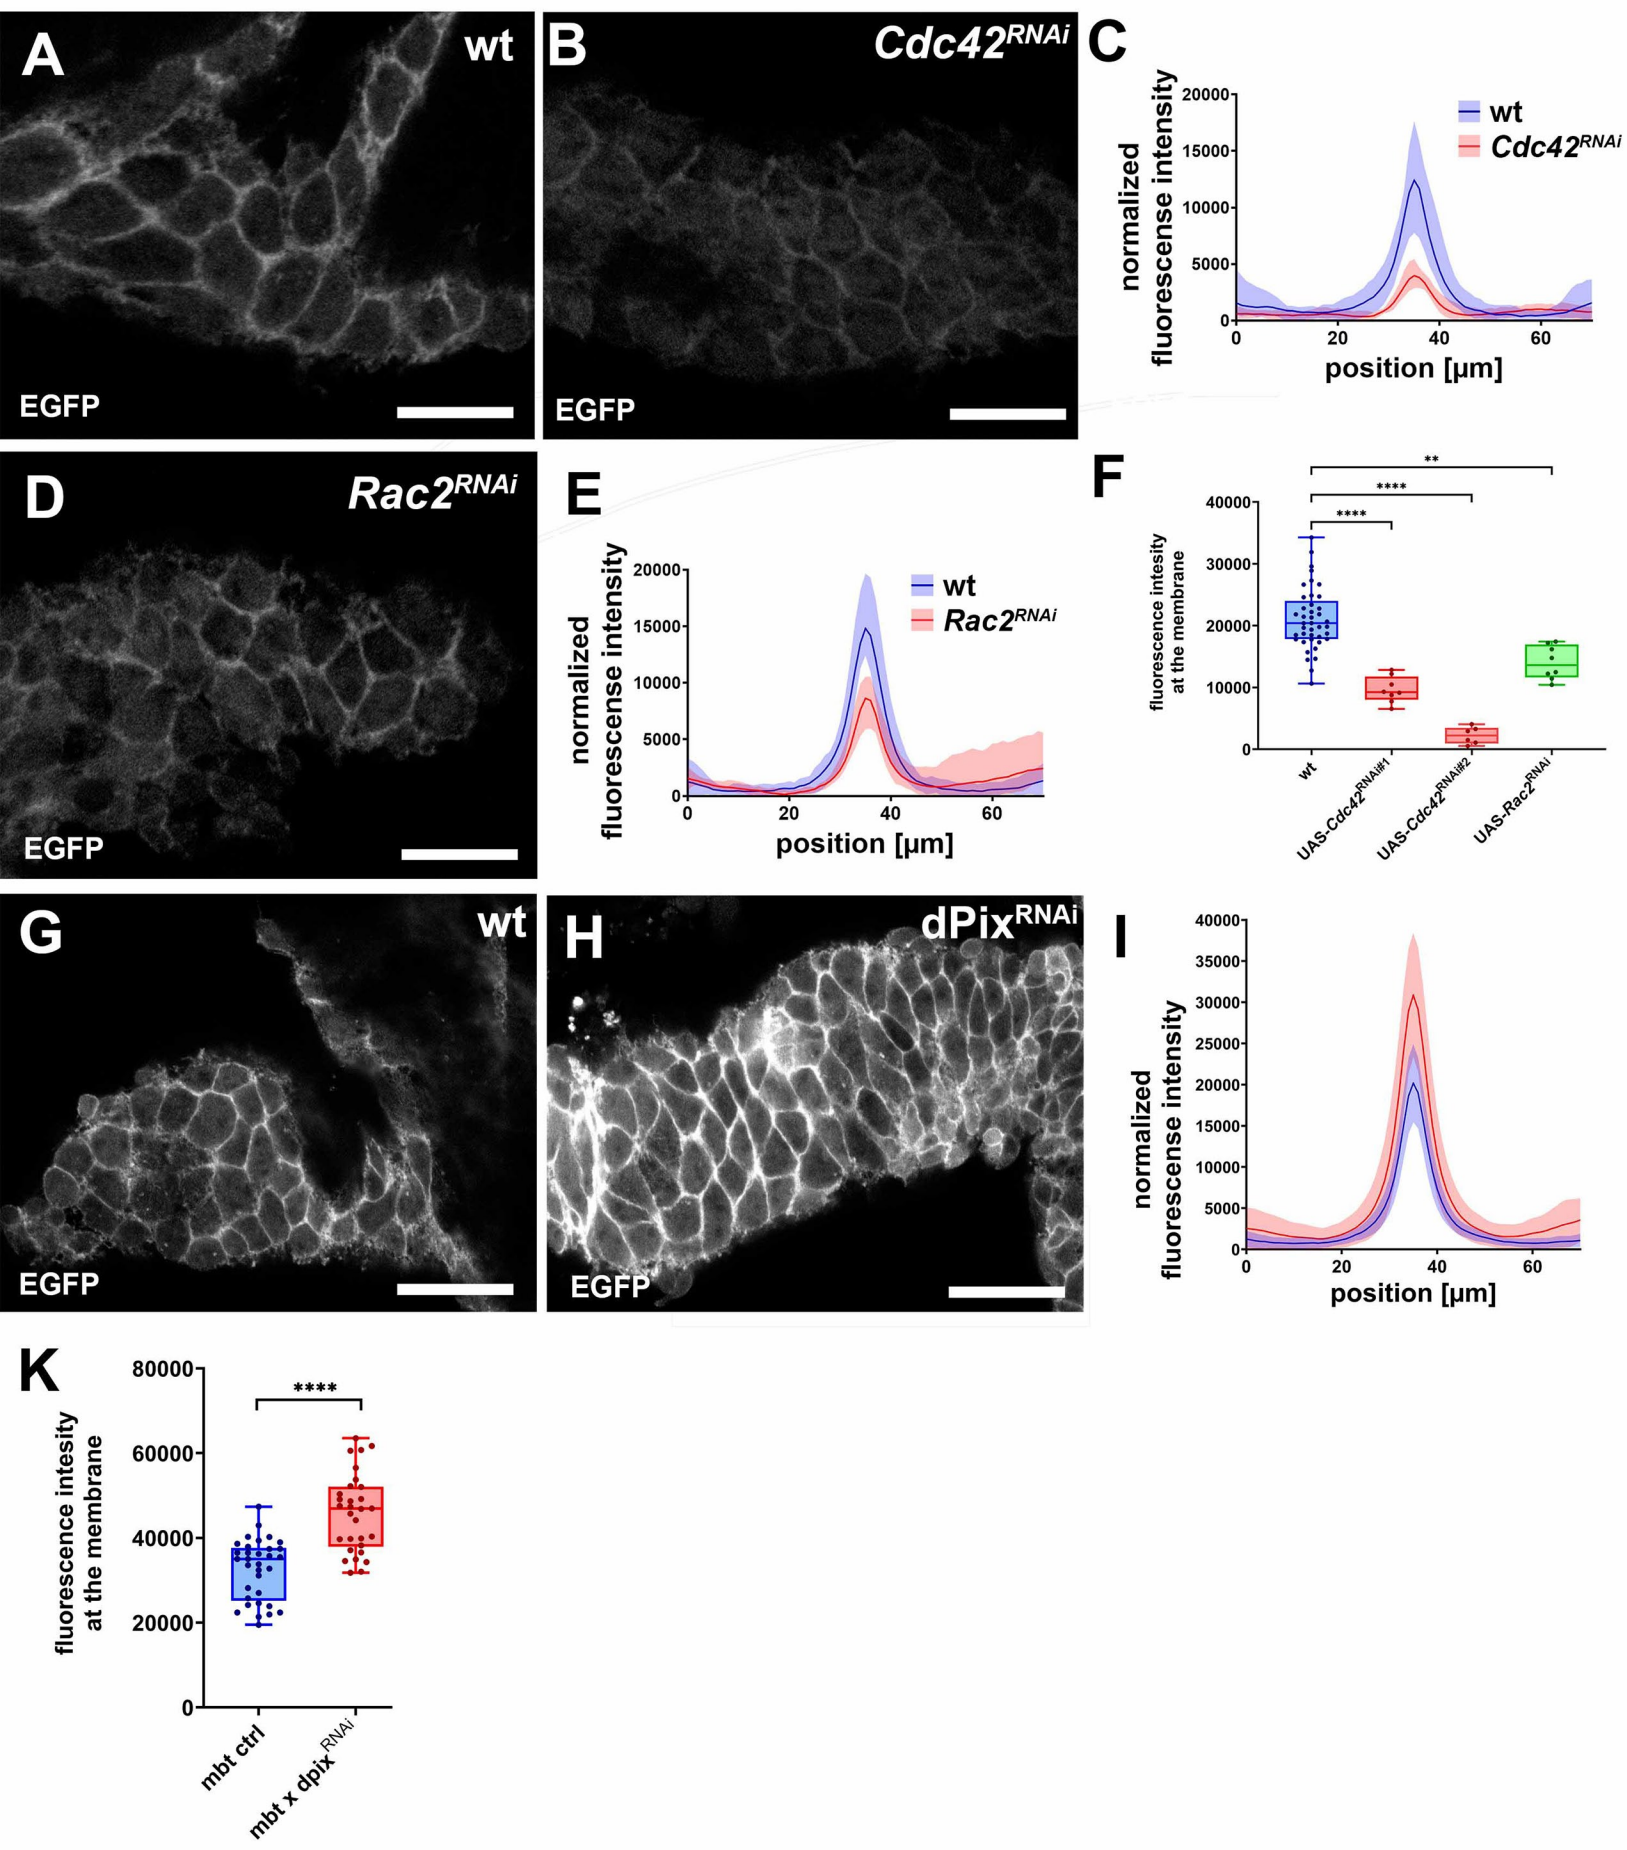 A
wt
EGFP
B
Cdc42RNAi
EGFP
C
normalized
fluorescense intensity
20000
15000
10000
5000
0
0
20
40
60
position [µm]
wt
Cdc42RNAi
D
Rac2RNAi
EGFP
E
normalized
fluorescense intensity
20000
15000
10000
5000
0
0
20
40
60
position [µm]
wt
Rac2RNAi
F
fluorescence intesity
at the membrane
40000
30000
20000
10000
0
**
****
****
wt
UAS-Cdc42RNAi#1
UAS-Cdc42RNAi#2
UAS-Rac2RNAi
G
wt
EGFP
H
dPixRNAi
EGFP
I
normalized
fluorescense intensity
40000
35000
30000
25000
20000
15000
10000
5000
0
0
20
40
60
position [µm]
K
fluorescence intesity
at the membrane
80000
60000
40000
20000
0
****
mbt ctrl
mbt x dpixRNAi